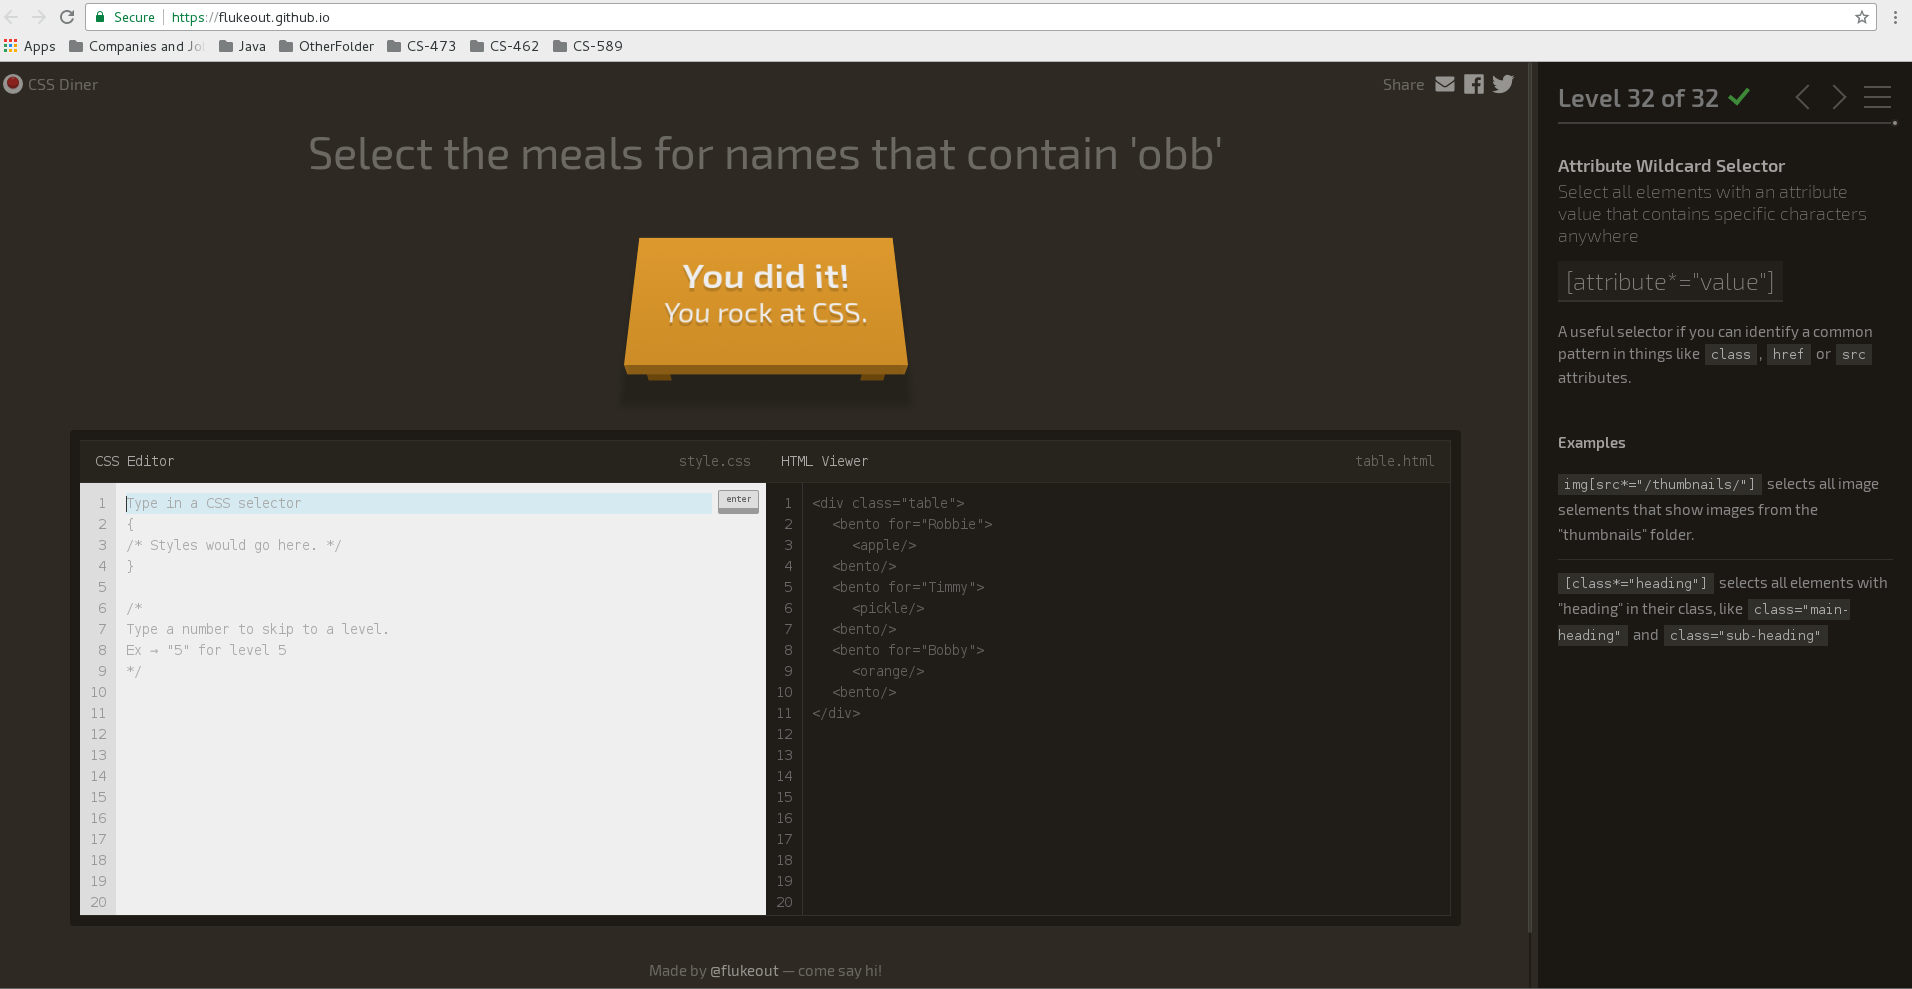 Secure https://flukeout.github.io
Apps Companies and Jo Java OtherFolder CS-473 CS-462 CS-589
CSS Diner
Share
Select the meals for names that contain 'obb'
You did it!
You rock at CSS.
CSS Editor style.css
1 Type in a CSS selector enter
2 {
3 /* Styles would go here. */
4 }
5
6 /*
7 Type a number to skip to a level.
8 Ex → "5" for level 5
9 */
10
11
12
13
14
15
16
17
18
19
20
HTML Viewer table.html
1 <div class="table">
2 <bento for="Robbie">
3 <apple/>
4 <bento/>
5 <bento for="Timmy">
6 <pickle/>
7 <bento/>
8 <bento for="Bobby">
9 <orange/>
10 <bento/>
11 </div>
12
13
14
15
16
17
18
19
20
Made by @flukeout — come say hi!
Level 32 of 32
Attribute Wildcard Selector
Select all elements with an attribute
value that contains specific characters
anywhere
[attribute*="value"]
A useful selector if you can identify a common
pattern in things like class , href or src
attributes.
Examples
img[src*="/thumbnails/"] selects all image
selements that show images from the
"thumbnails" folder.
[class*="heading"] selects all elements with
"heading" in their class, like class="main-
heading" and class="sub-heading"